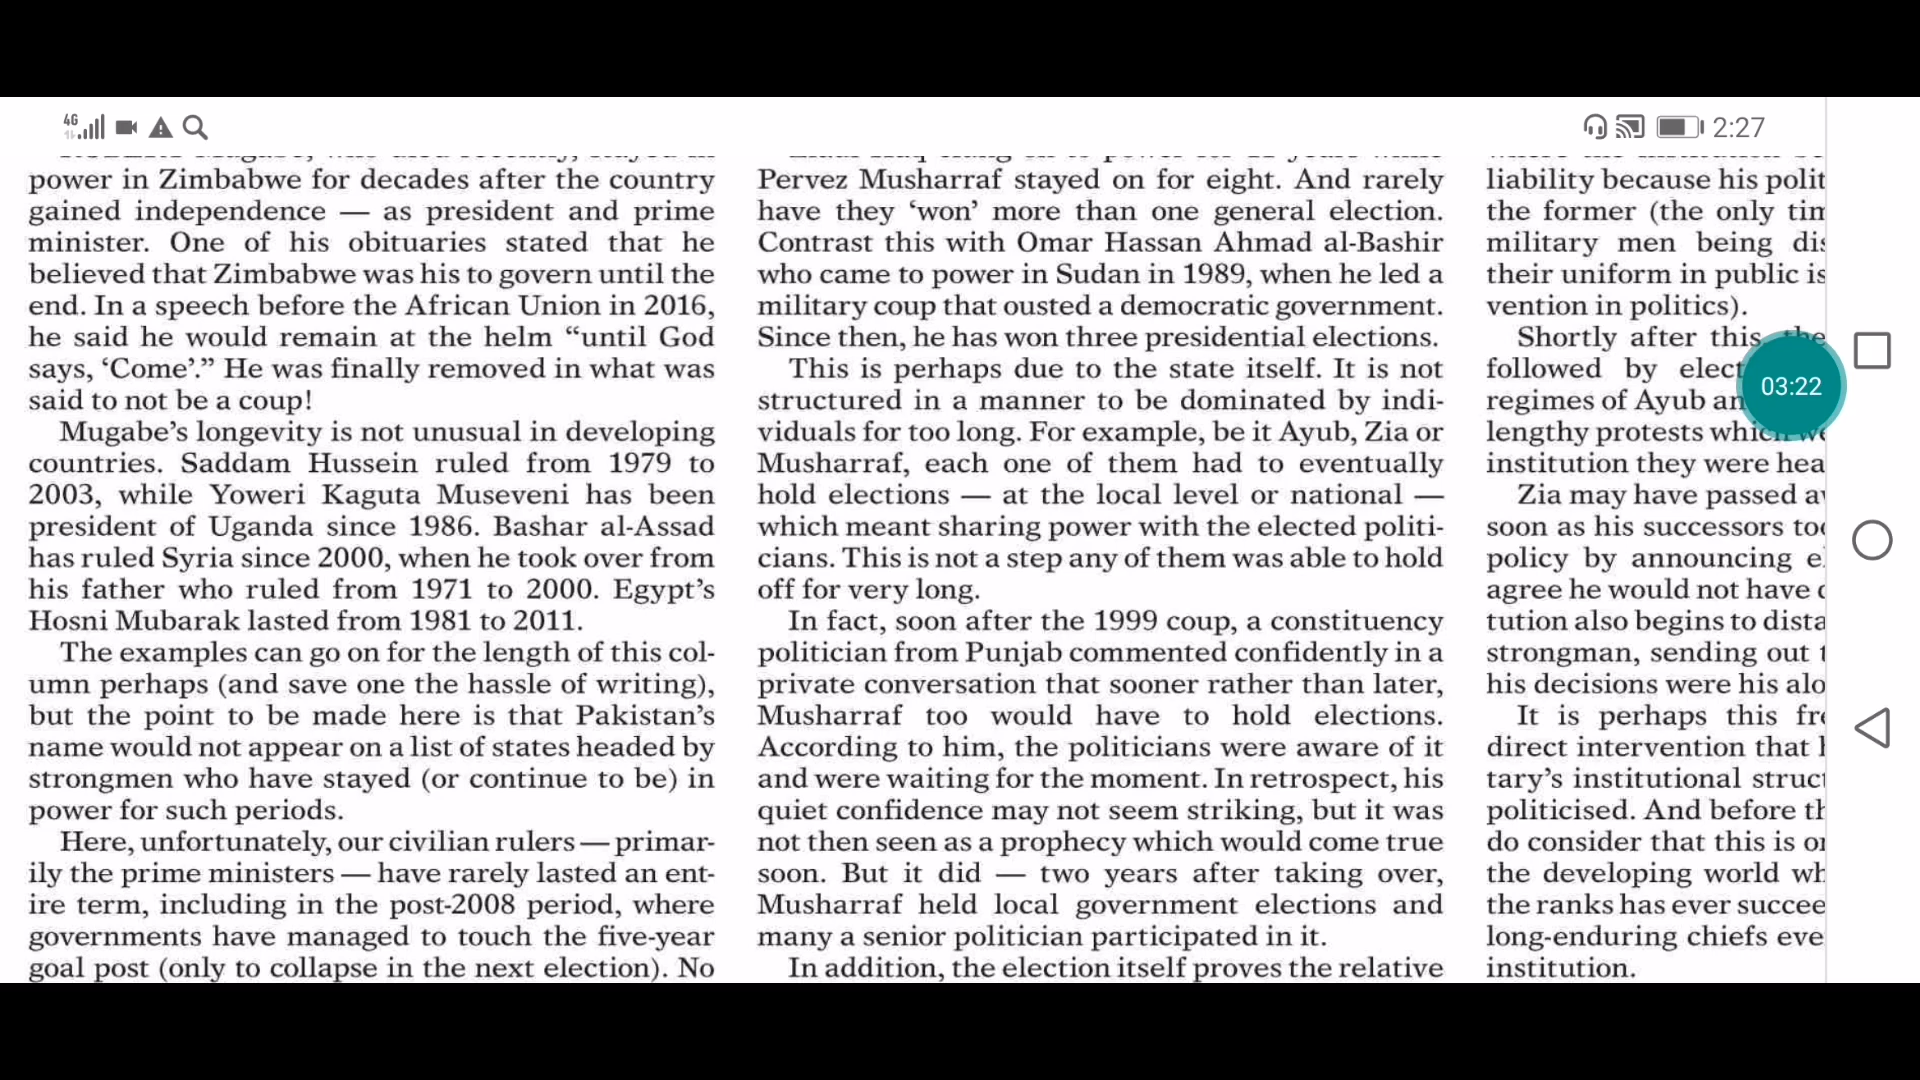 4G
2:27
power in Zimbabwe for decades after the country
gained independence — as president and prime
minister. One of his obituaries stated that he
believed that Zimbabwe was his to govern until the
end. In a speech before the African Union in 2016,
he said he would remain at the helm “until God
says, ‘Come’.” He was finally removed in what was
said to not be a coup!
Mugabe’s longevity is not unusual in developing
countries. Saddam Hussein ruled from 1979 to
2003, while Yoweri Kaguta Museveni has been
president of Uganda since 1986. Bashar al-Assad
has ruled Syria since 2000, when he took over from
his father who ruled from 1971 to 2000. Egypt’s
Hosni Mubarak lasted from 1981 to 2011.
The examples can go on for the length of this col-
umn perhaps (and save one the hassle of writing),
but the point to be made here is that Pakistan’s
name would not appear on a list of states headed by
strongmen who have stayed (or continue to be) in
power for such periods.
Here, unfortunately, our civilian rulers — primar-
ily the prime ministers — have rarely lasted an ent-
ire term, including in the post-2008 period, where
governments have managed to touch the five-year
goal post (only to collapse in the next election). No
Pervez Musharraf stayed on for eight. And rarely
have they ‘won’ more than one general election.
Contrast this with Omar Hassan Ahmad al-Bashir
who came to power in Sudan in 1989, when he led a
military coup that ousted a democratic government.
Since then, he has won three presidential elections.
This is perhaps due to the state itself. It is not
structured in a manner to be dominated by indi-
viduals for too long. For example, be it Ayub, Zia or
Musharraf, each one of them had to eventually
hold elections — at the local level or national —
which meant sharing power with the elected politi-
cians. This is not a step any of them was able to hold
off for very long.
In fact, soon after the 1999 coup, a constituency
politician from Punjab commented confidently in a
private conversation that sooner rather than later,
Musharraf too would have to hold elections.
According to him, the politicians were aware of it
and were waiting for the moment. In retrospect, his
quiet confidence may not seem striking, but it was
not then seen as a prophecy which would come true
soon. But it did — two years after taking over,
Musharraf held local government elections and
many a senior politician participated in it.
In addition, the election itself proves the relative
liability because his polit
the former (the only tim
military men being dis
their uniform in public is
vention in politics).
Shortly after this, the
followed by elect
regimes of Ayub an
lengthy protests which we
institution they were hea
Zia may have passed a
soon as his successors too
policy by announcing e
agree he would not have
tution also begins to dista
strongman, sending out
his decisions were his alo
It is perhaps this fre
direct intervention that
tary’s institutional struct
politicised. And before th
do consider that this is
the developing world wh
the ranks has ever succee
long-enduring chiefs eve
institution.
03:22